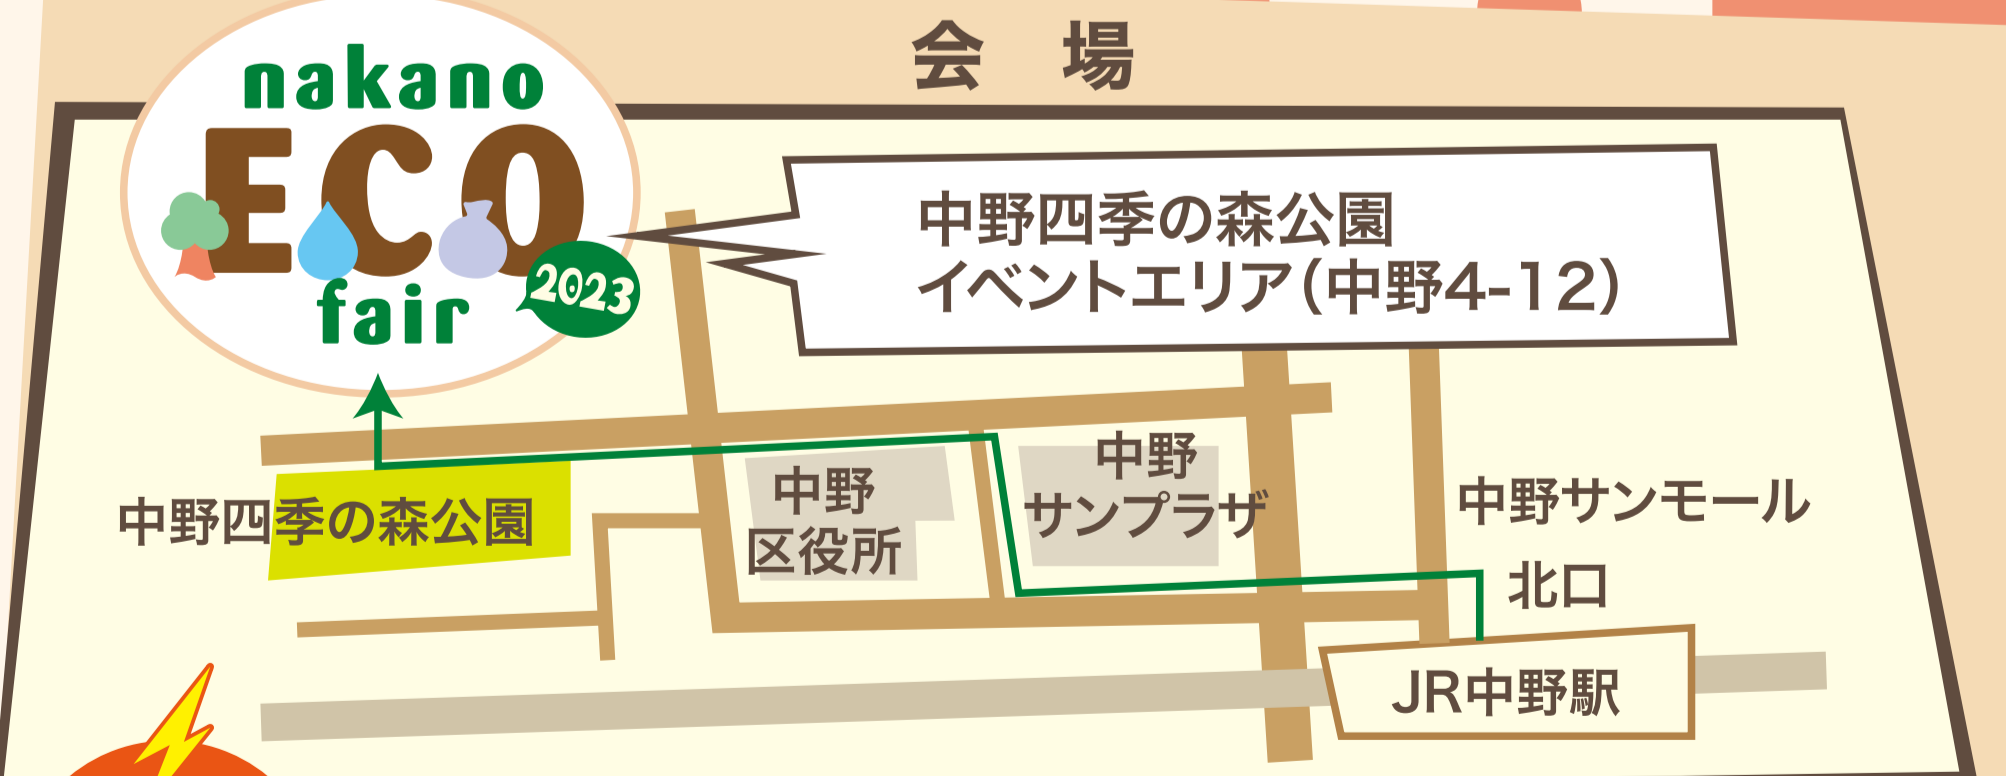 会 場
nakano
ECO
fair
2023
中野四季の森公園
イベントエリア(中野4-12)
中野四季の森公園
中野
区役所
中野
サンプラザ
中野サンモール
北口
JR中野駅